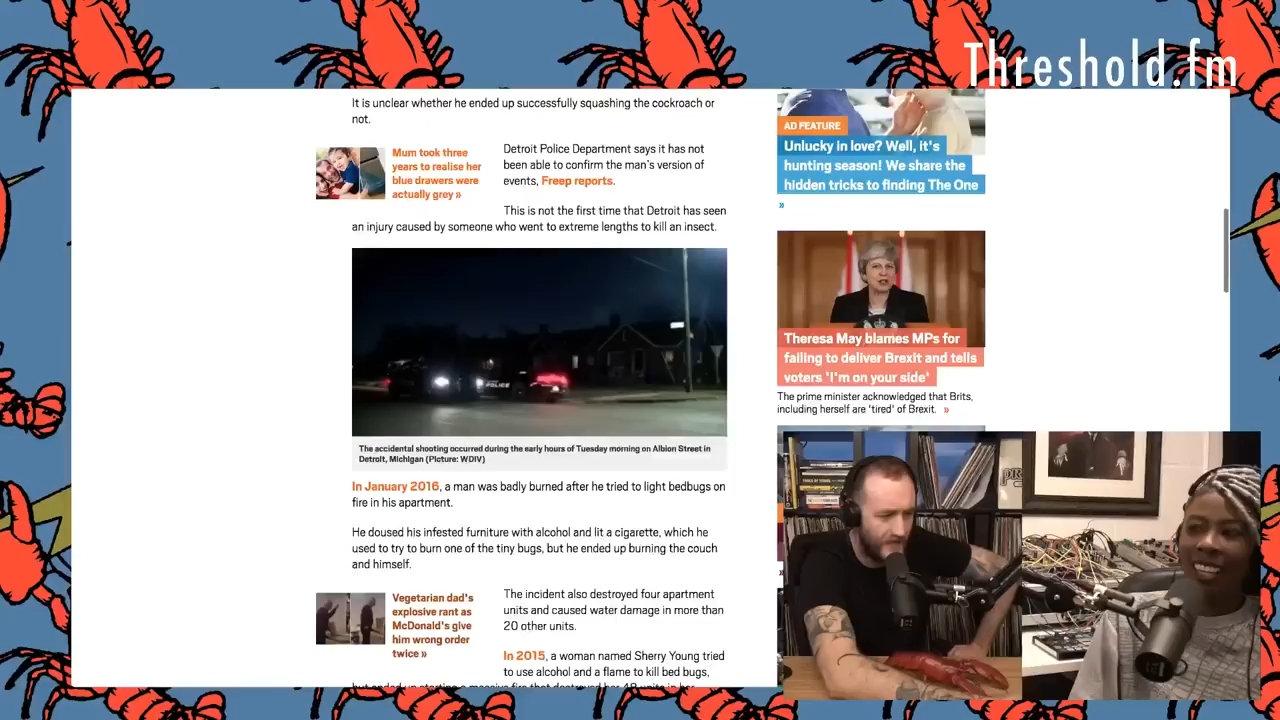 Threshold.fm
It is unclear whether he ended up successfully squashing the cockroach or
not.
Mum took three
years to realise her
blue drawers were
actually grey »
Detroit Police Department says it has not
been able to confirm the man's version of
events, Freep reports.
This is not the first time that Detroit has seen
an injury caused by someone who went to extreme lengths to kill an insect.
POLICE
The accidental shooting occurred during the early hours of Tuesday morning on Albion Street in
Detroit, Michigan (Picture: WDIV)
In January 2016, a man was badly burned after he tried to light bedbugs on
fire in his apartment.
He doused his infested furniture with alcohol and lit a cigarette, which he
used to try to burn one of the tiny bugs, but he ended up burning the couch
and himself.
Vegetarian dad's
explosive rant as
McDonald's give
him wrong order
twice »
The incident also destroyed four apartment
units and caused water damage in more than
20 other units.
In 2015, a woman named Sherry Young tried
to use alcohol and a flame to kill bed bugs,
AD FEATURE
Unlucky in love? Well, it's
hunting season! We share the
hidden tricks to finding The One
»
Theresa May blames MPs for
failing to deliver Brexit and tells
voters 'I'm on your side'
The prime minister acknowledged that Brits,
including herself are 'tired' of Brexit. »